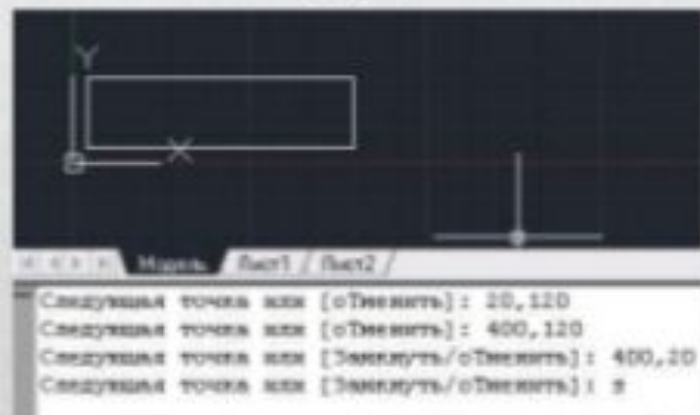 Y
X
Модель Лист1 / Лист2 /
Следующая точка или [оТменить]: 20,120
Следующая точка или [оТменить]: 400,120
Следующая точка или [Замкнуть/оТменить]: 400,20
Следующая точка или [Замкнуть/оТменить]: з